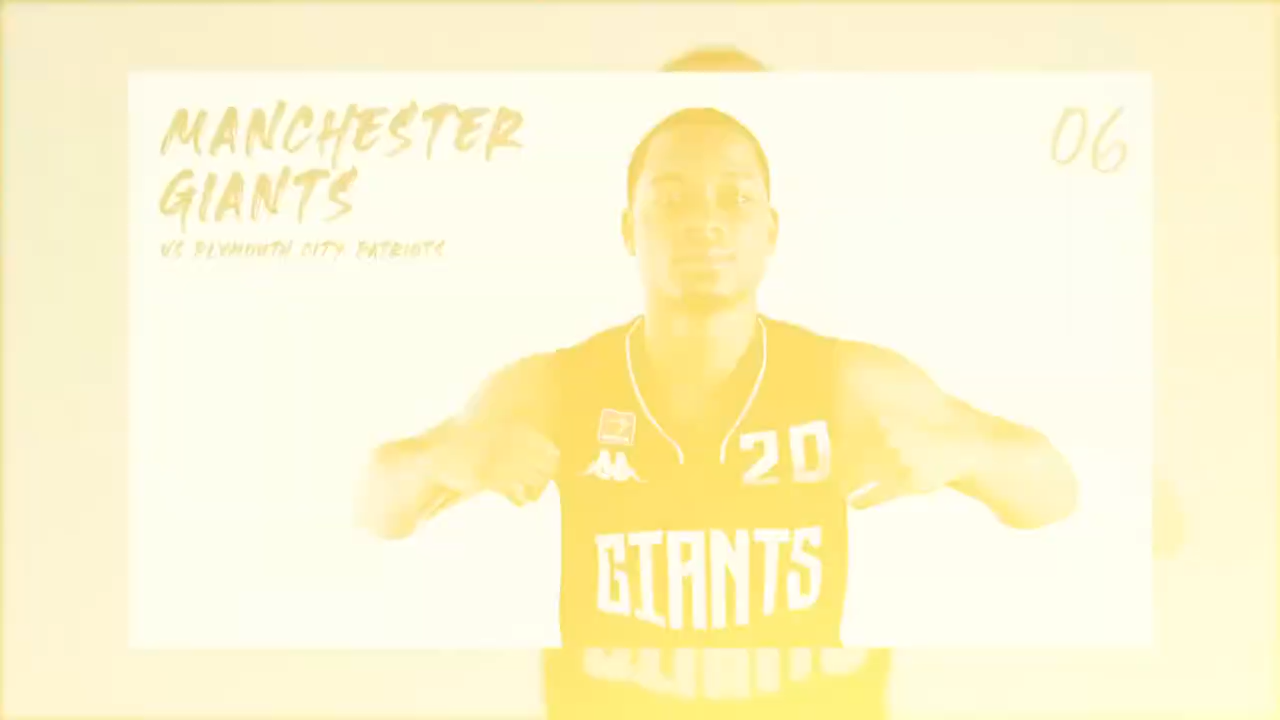 MANCHESTER
GIANTS
VS PLYMOUTH CITY PATRIOTS
06
20
GIANTS